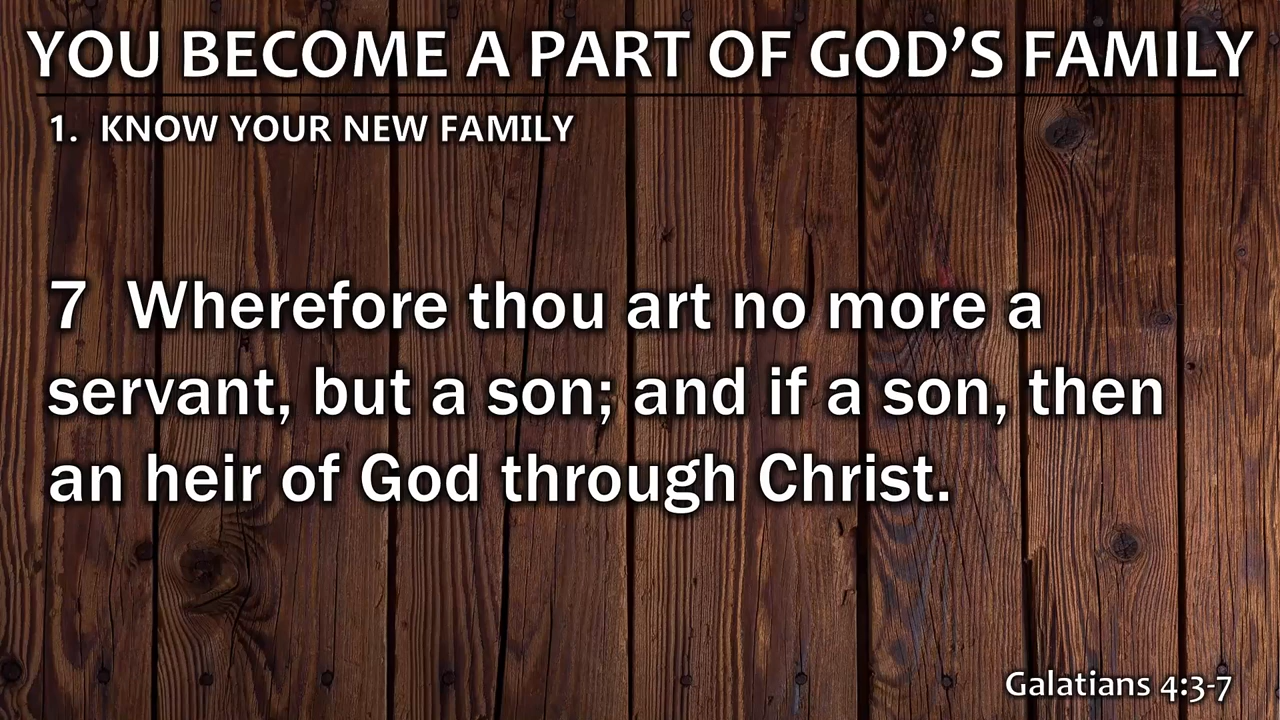 YOU BECOME A PART OF GOD’S FAMILY
1. KNOW YOUR NEW FAMILY
7 Wherefore thou art no more a
servant, but a son; and if a son, then
an heir of God through Christ.
Galatians 4:3-7